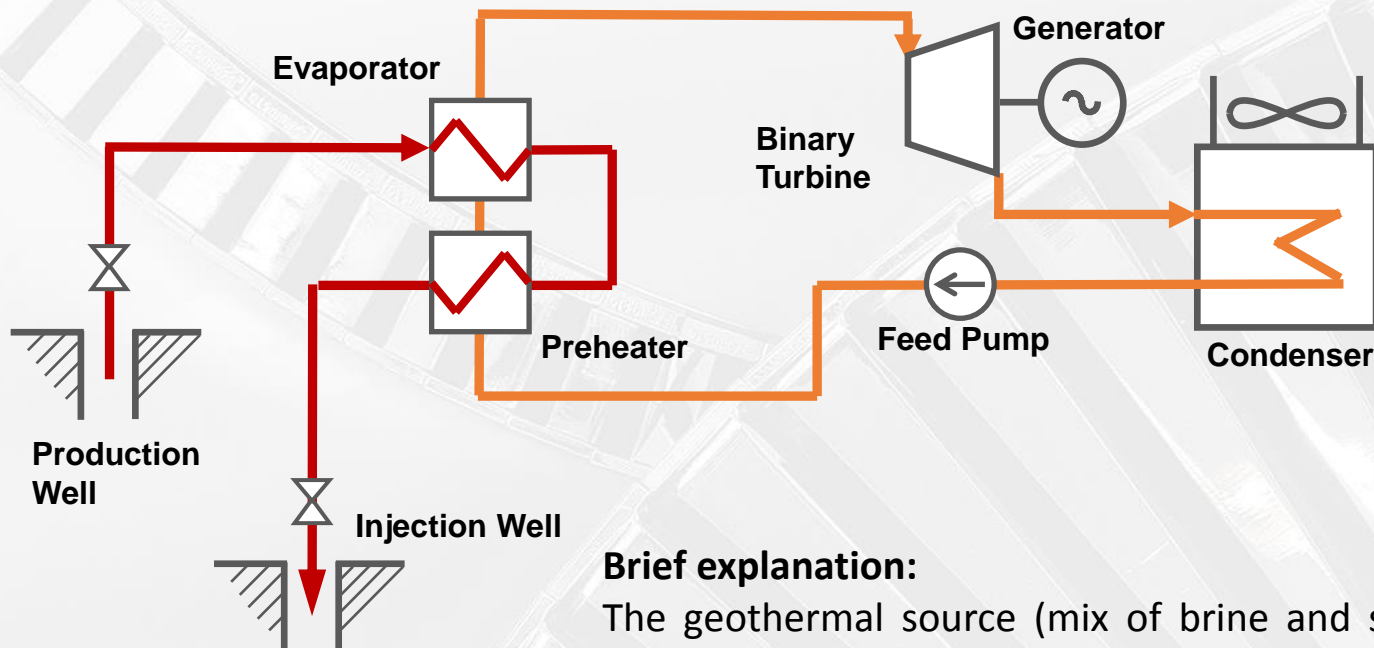 Generator
Evaporator
Binary
Turbine
Preheater
Feed Pump
Condenser
Production
Well
Injection Well
Brief explanation:
The geothermal source (mix of brine and